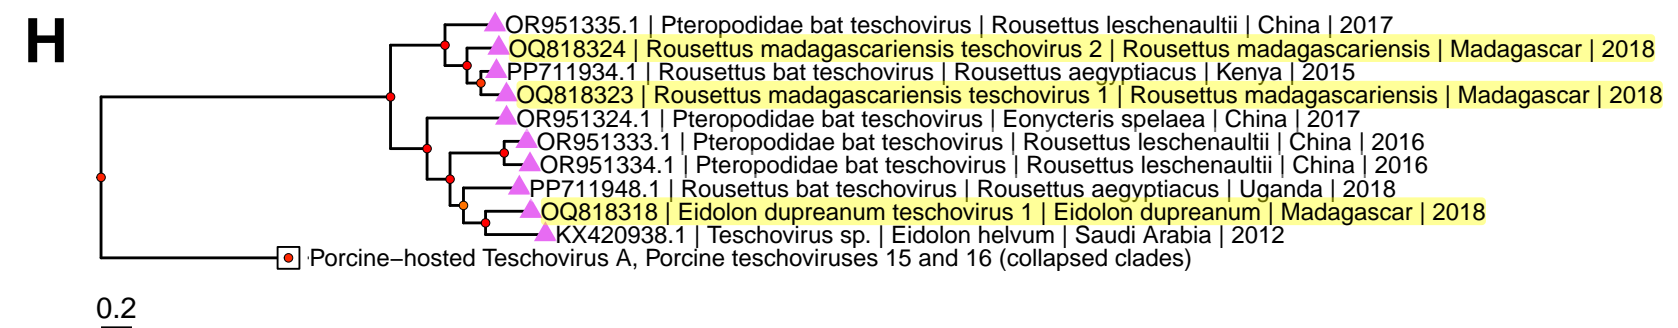 H
OR951335.1 | Pteropodidae bat teschovirus | Rousettus leschenaultii | China | 2017
OQ818324 | Rousettus madagascariensis teschovirus 2 | Rousettus madagascariensis | Madagascar | 2018
PP711934.1 | Rousettus bat teschovirus | Rousettus aegyptiacus | Kenya | 2015
OQ818323 | Rousettus madagascariensis teschovirus 1 | Rousettus madagascariensis | Madagascar | 2018
OR951324.1 | Pteropodidae bat teschovirus | Eonycteris spelaea | China | 2017
OR951333.1 | Pteropodidae bat teschovirus | Rousettus leschenaultii | China | 2016
OR951334.1 | Pteropodidae bat teschovirus | Rousettus leschenaultii | China | 2016
PP711948.1 | Rousettus bat teschovirus | Rousettus aegyptiacus | Uganda | 2018
OQ818318 | Eidolon dupreanum teschovirus 1 | Eidolon dupreanum | Madagascar | 2018
KX420938.1 | Teschovirus sp. | Eidolon helvum | Saudi Arabia | 2012
Porcine−hosted Teschovirus A, Porcine teschoviruses 15 and 16 (collapsed clades)
0.2